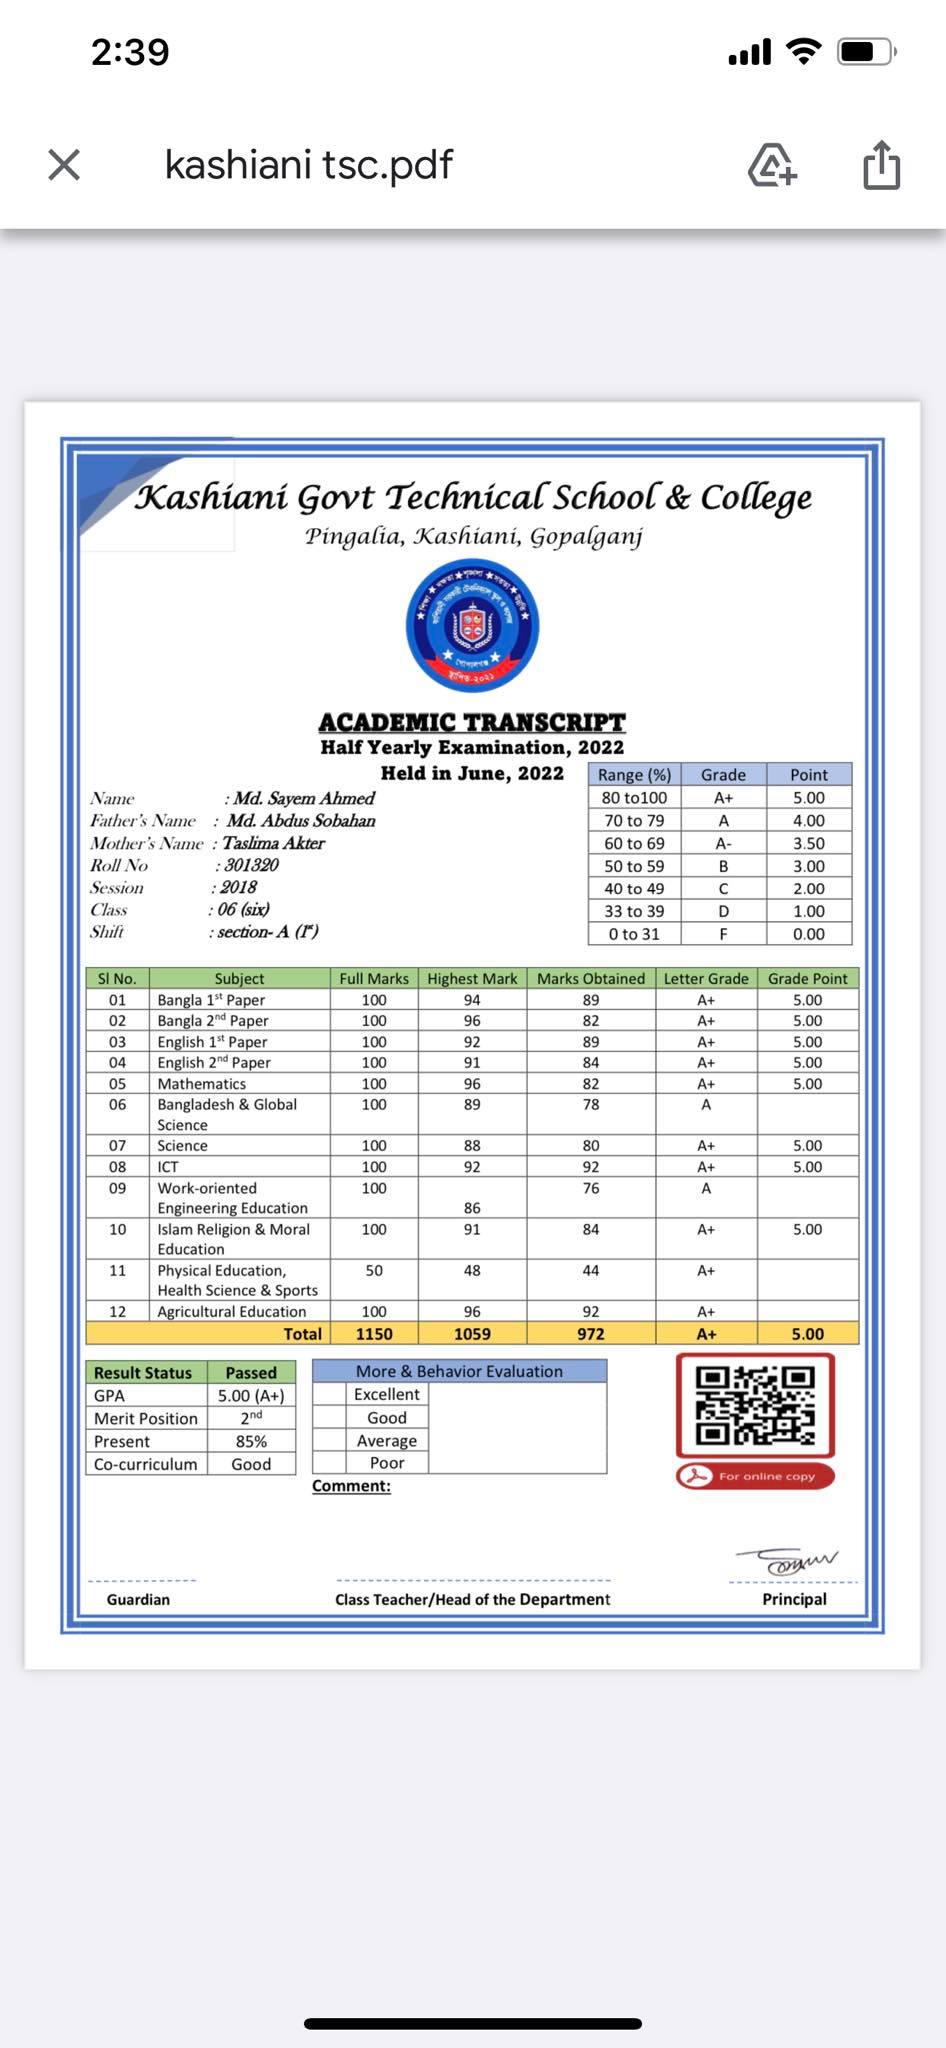 2:39
kashiani tsc.pdf
Kashiani Govt Technical School & College
Pingalia, Kashiani, Gopalganj
গোপালগঞ্জ
স্থাপিত-২০২১
ACADEMIC TRANSCRIPT
Half Yearly Examination, 2022
Held in June, 2022
Range (%) Grade Point
80 to100 A+ 5.00
70 to 79 A 4.00
60 to 69 A- 3.50
50 to 59 B 3.00
40 to 49 C 2.00
33 to 39 D 1.00
0 to 31 F 0.00
Name : Md. Sayem Ahmed
Father's Name : Md. Abdus Sobahan
Mother's Name : Taslima Akter
Roll No : 301320
Session : 2018
Class : 06 (six)
Shift : section- A (1st)
Sl No. Subject Full Marks Highest Mark Marks Obtained Letter Grade Grade Point
01 Bangla 1st Paper 100 94 89 A+ 5.00
02 Bangla 2nd Paper 100 96 82 A+ 5.00
03 English 1st Paper 100 92 89 A+ 5.00
04 English 2nd Paper 100 91 84 A+ 5.00
05 Mathematics 100 96 82 A+ 5.00
06 Bangladesh & Global 100 89 78 A
Science
07 Science 100 88 80 A+ 5.00
08 ICT 100 92 92 A+ 5.00
09 Work-oriented 100 76 A
Engineering Education 86
10 Islam Religion & Moral 100 91 84 A+ 5.00
Education
11 Physical Education, 50 48 44 A+
Health Science & Sports
12 Agricultural Education 100 96 92 A+
Total 1150 1059 972 A+ 5.00
Result Status Passed
GPA 5.00 (A+)
Merit Position 2nd
Present 85%
Co-curriculum Good
More & Behavior Evaluation
Excellent
Good
Average
Poor
Comment:
For online copy
Guardian
Class Teacher/Head of the Department
Principal